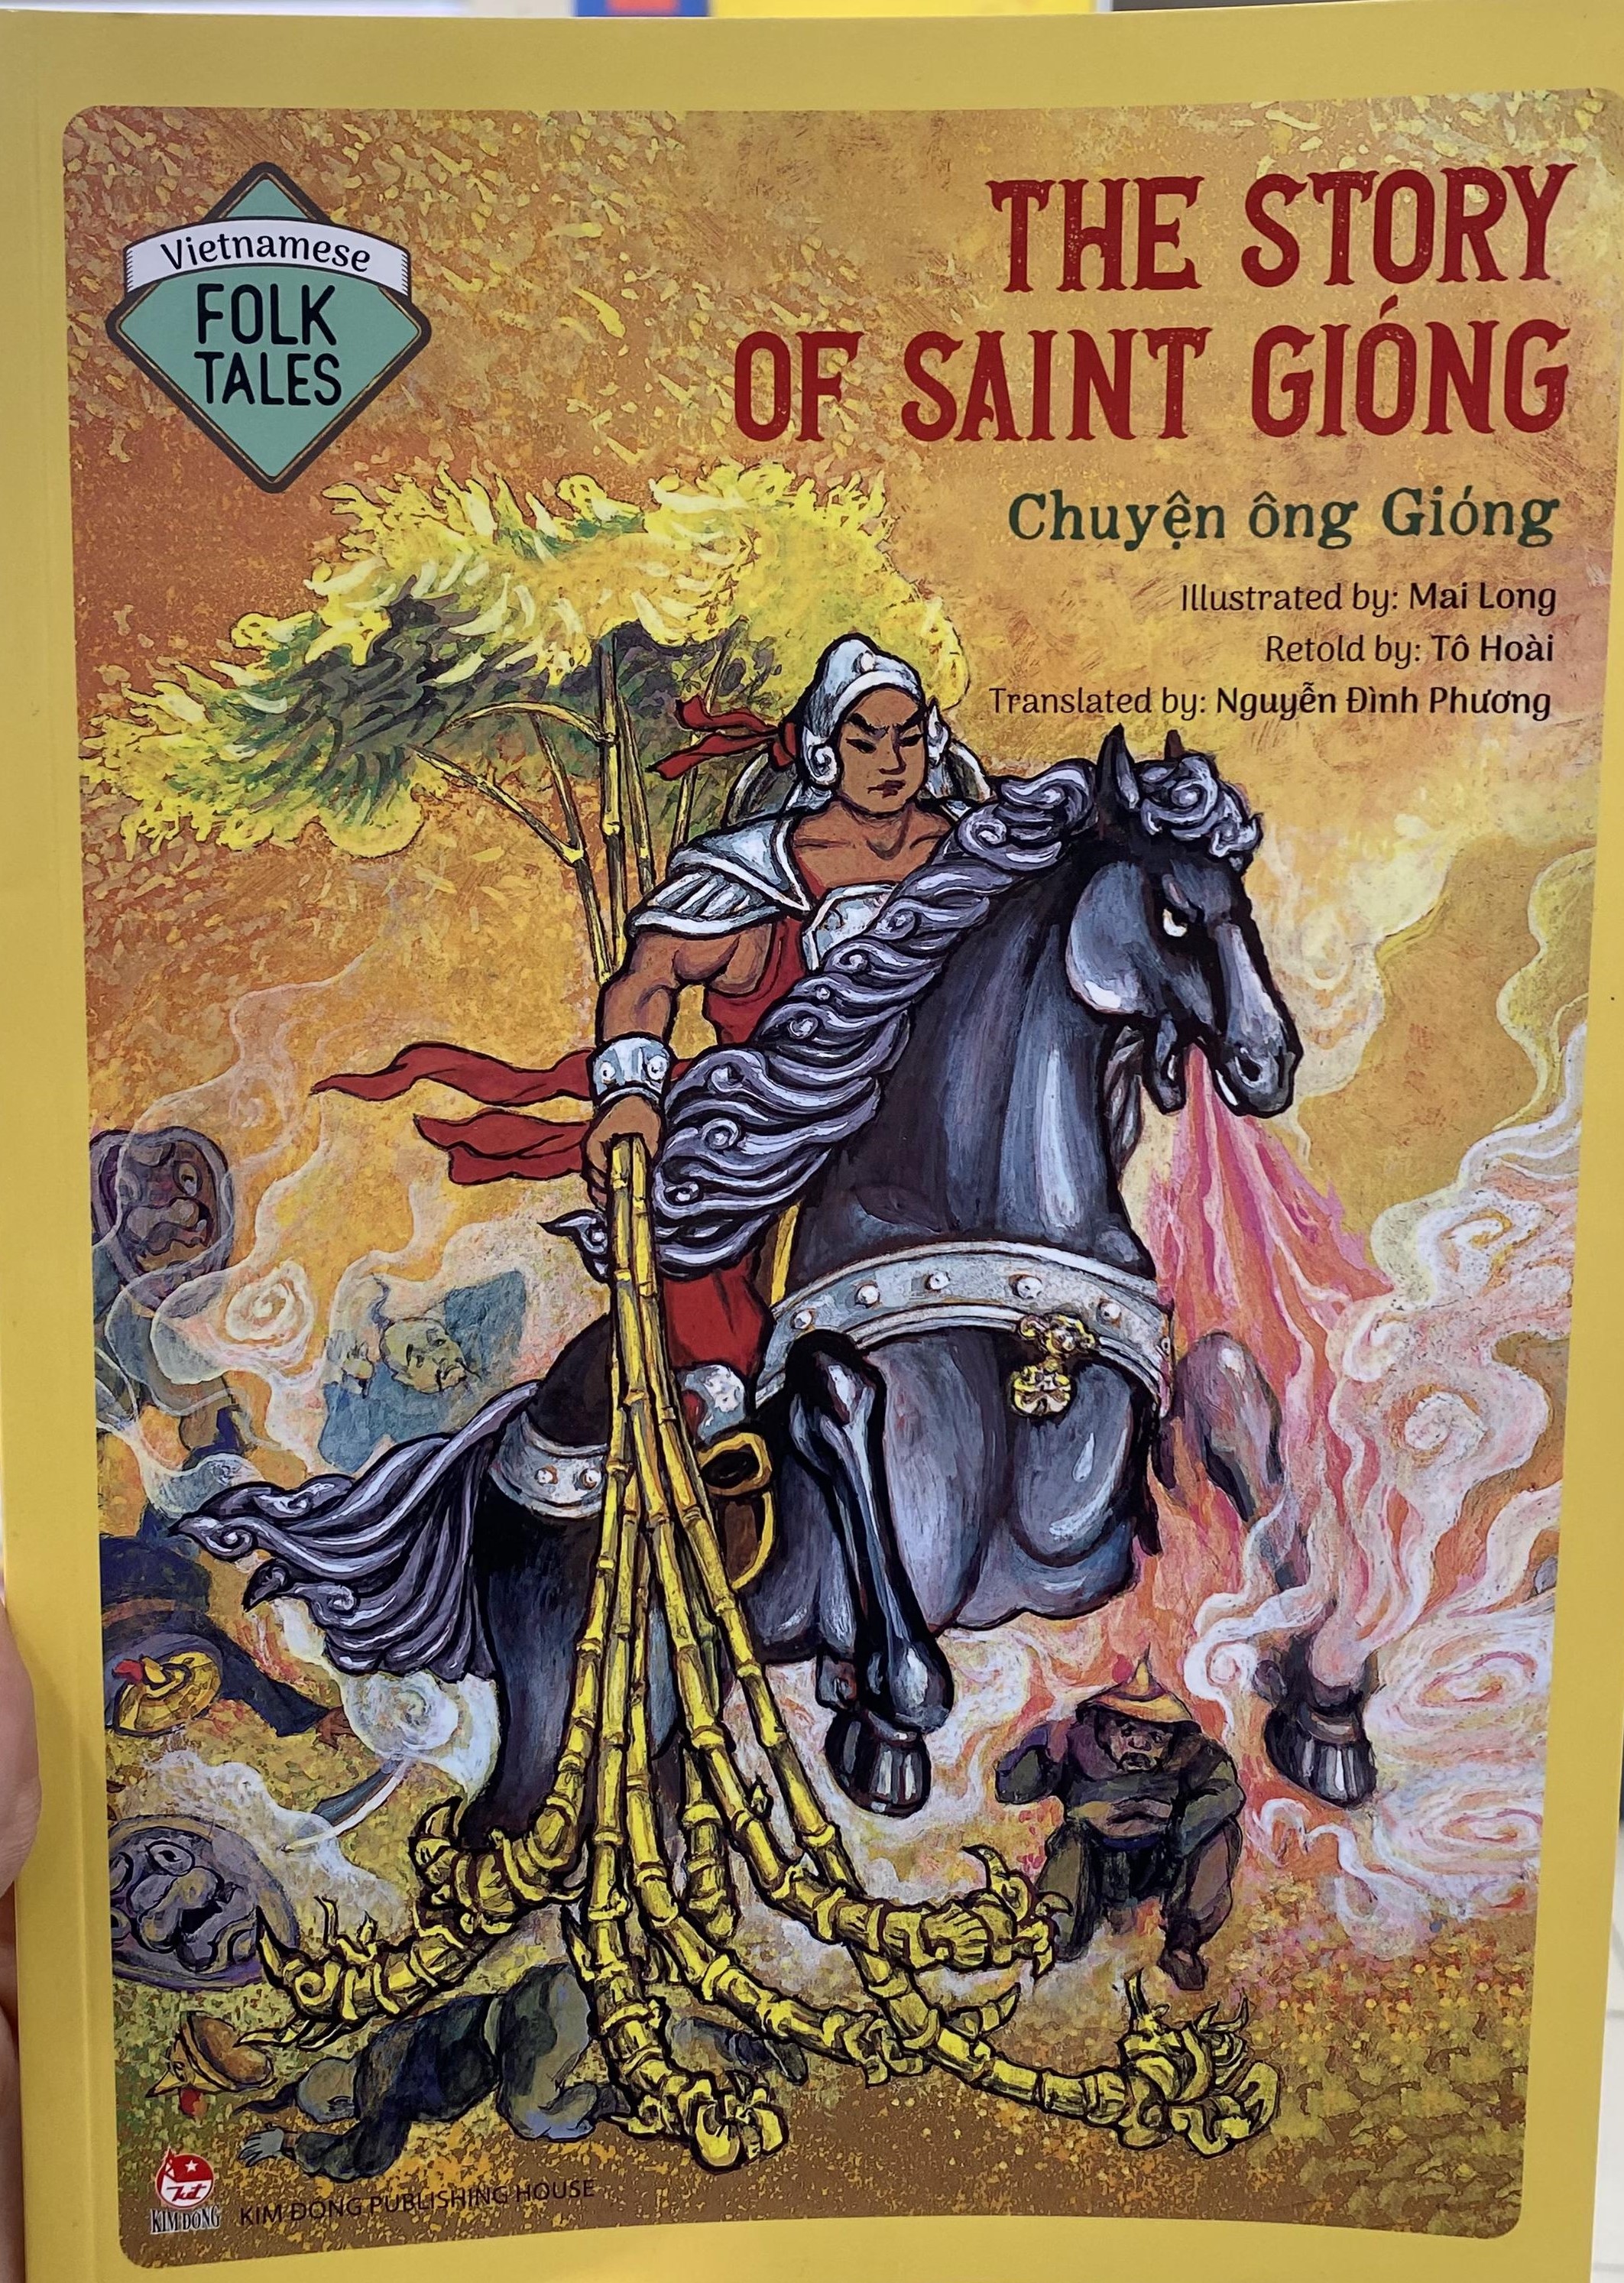 Vietnamese
FOLK
TALES
THE STORY
OF SAINT GIÓNG
Chuyện ông Gióng
Illustrated by: Mai Long
Retold by: Tô Hoài
Translated by: Nguyễn Đình Phương
KIM ĐỒNG
KIM ĐỒNG PUBLISHING HOUSE